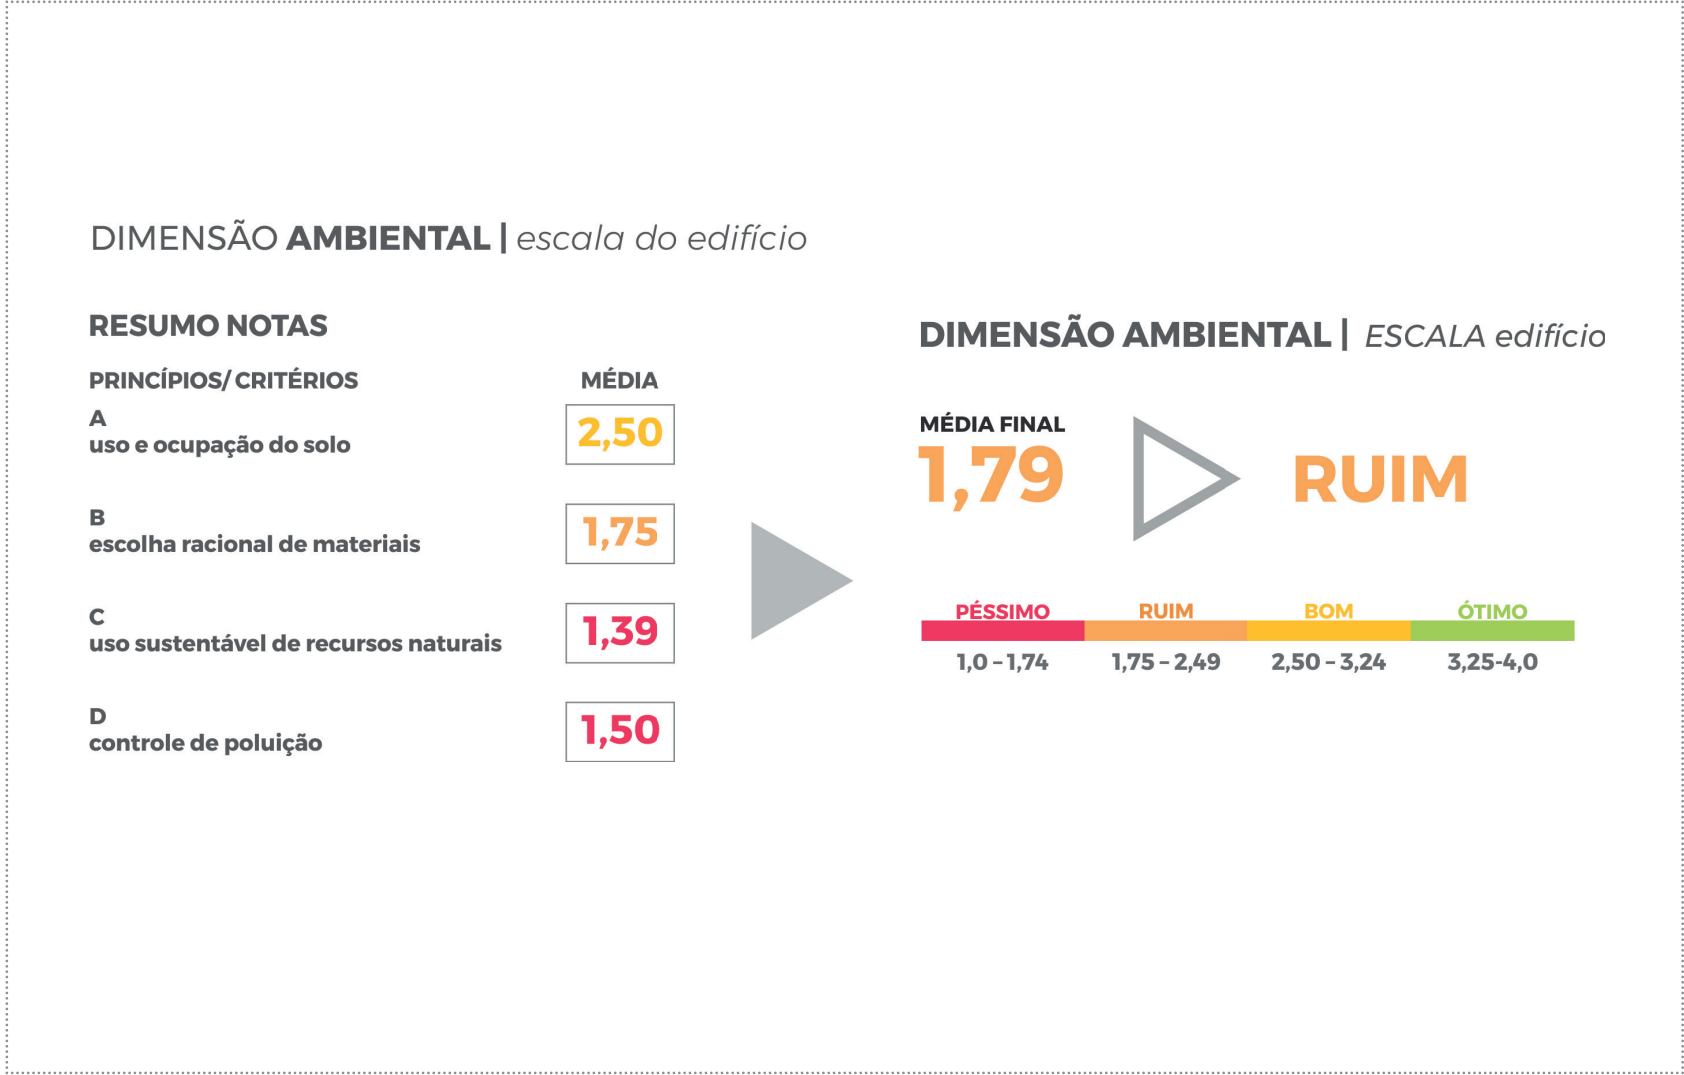 DIMENSÃO AMBIENTAL | escala do edifício
RESUMO NOTAS
PRINCÍPIOS/ CRITÉRIOS MÉDIA
A
uso e ocupação do solo 2,50
B
escolha racional de materiais 1,75
C
uso sustentável de recursos naturais 1,39
D
controle de poluição 1,50
DIMENSÃO AMBIENTAL | ESCALA edifício
MÉDIA FINAL
1,79 RUIM
PÉSSIMO RUIM BOM ÓTIMO
1,0 – 1,74 1,75 – 2,49 2,50 – 3,24 3,25-4,0